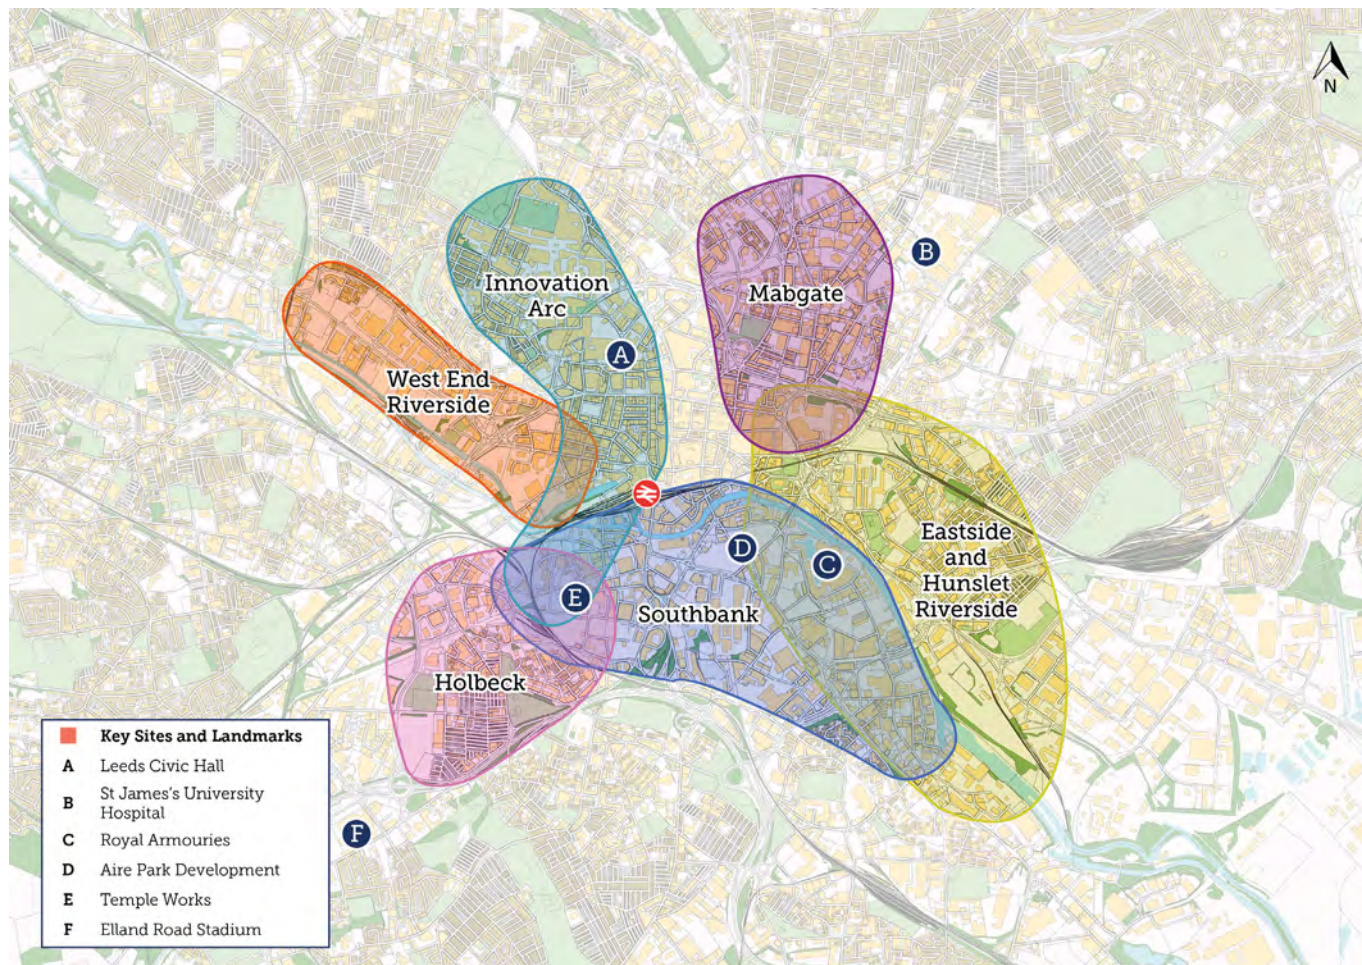 N
B
Innovation
Arc
Mabgate
A
West End
Riverside
Eastside
and
Hunslet
Riverside
D
C
E
Southbank
Holbeck
F
Key Sites and Landmarks
A Leeds Civic Hall
B St James's University
Hospital
C Royal Armouries
D Aire Park Development
E Temple Works
F Elland Road Stadium